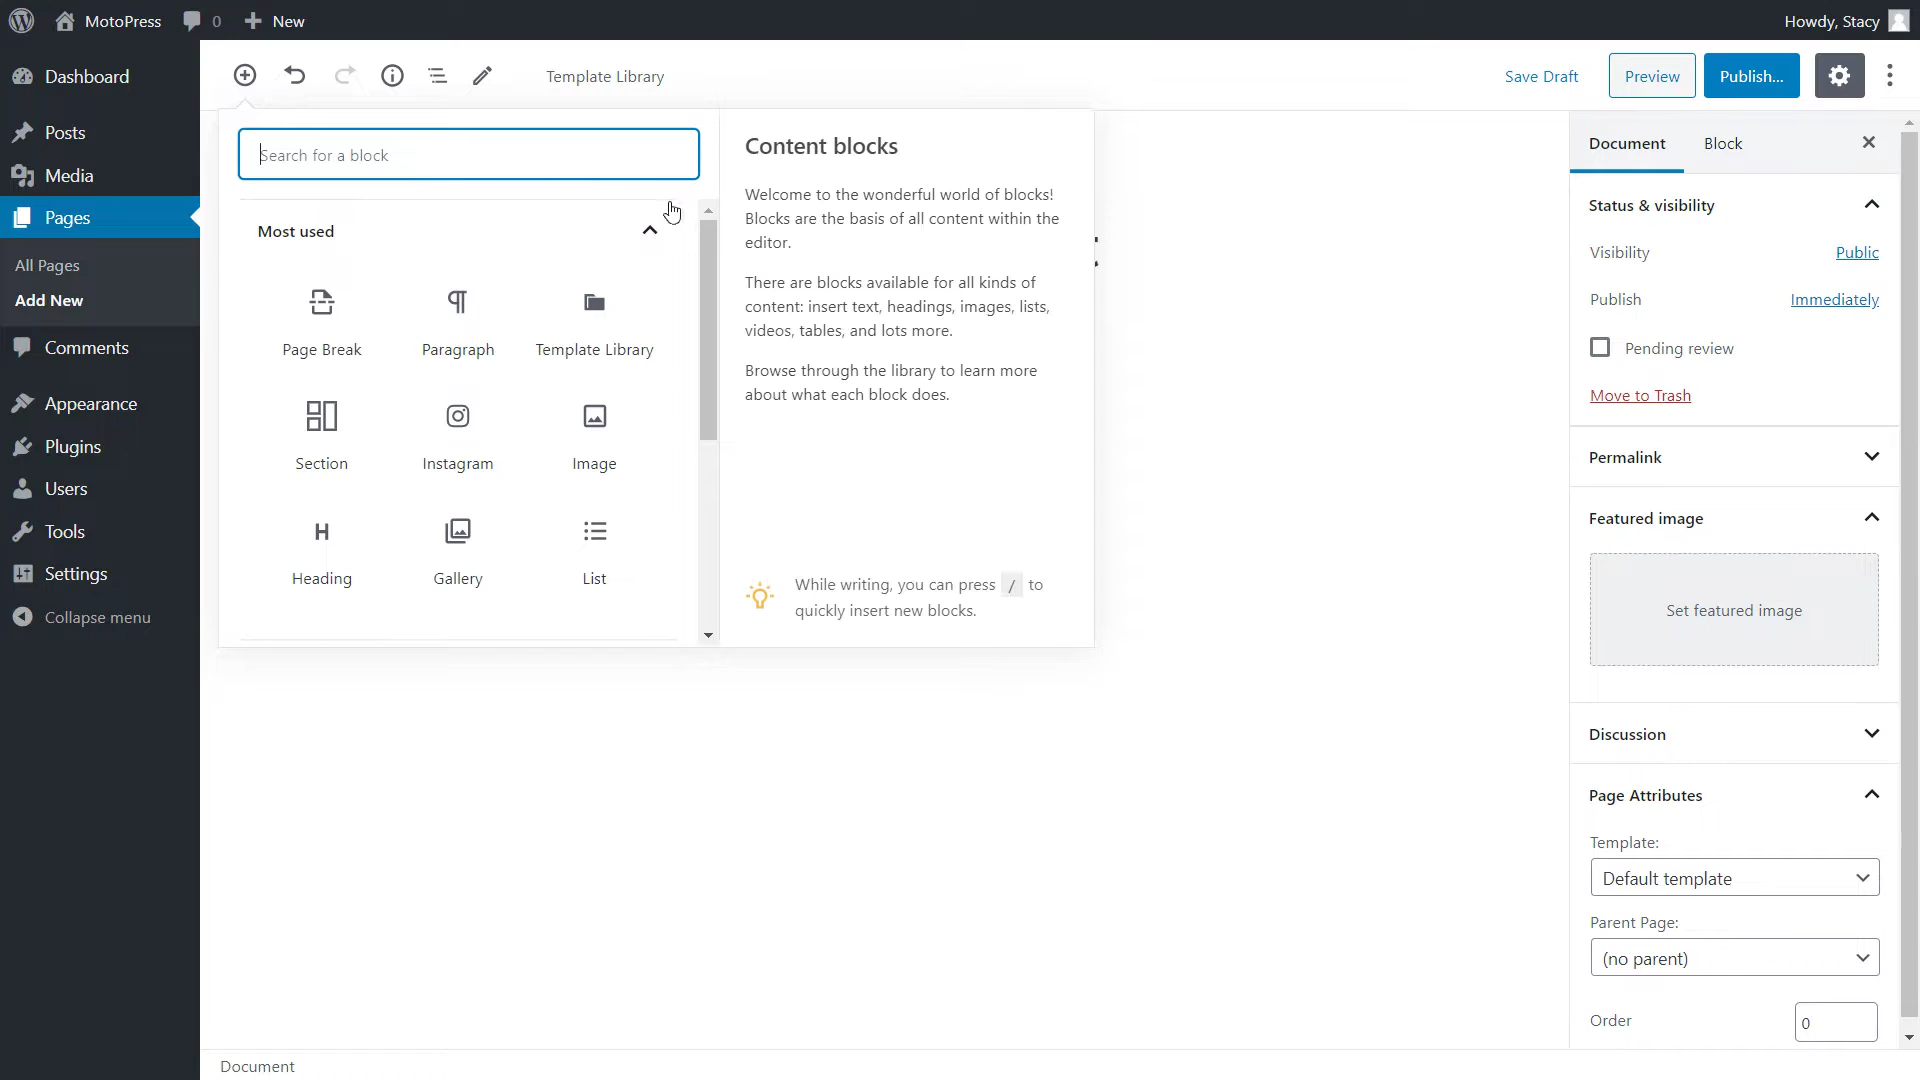 MotoPress 0 New Howdy, Stacy
Dashboard
Posts
Media
Pages
All Pages
Add New
Comments
Appearance
Plugins
Users
Tools
Settings
Collapse menu
Template Library Save Draft Preview Publish...
Search for a block
Most used
Page Break Paragraph Template Library
Section Instagram Image
Heading Gallery List
Content blocks
Welcome to the wonderful world of blocks!
Blocks are the basis of all content within the
editor.
There are blocks available for all kinds of
content: insert text, headings, images, lists,
videos, tables, and lots more.
Browse through the library to learn more
about what each block does.
While writing, you can press / to
quickly insert new blocks.
Document Block
Status & visibility
Visibility Public
Publish Immediately
Pending review
Move to Trash
Permalink
Featured image
Set featured image
Discussion
Page Attributes
Template:
Default template
Parent Page:
(no parent)
Order 0
Document